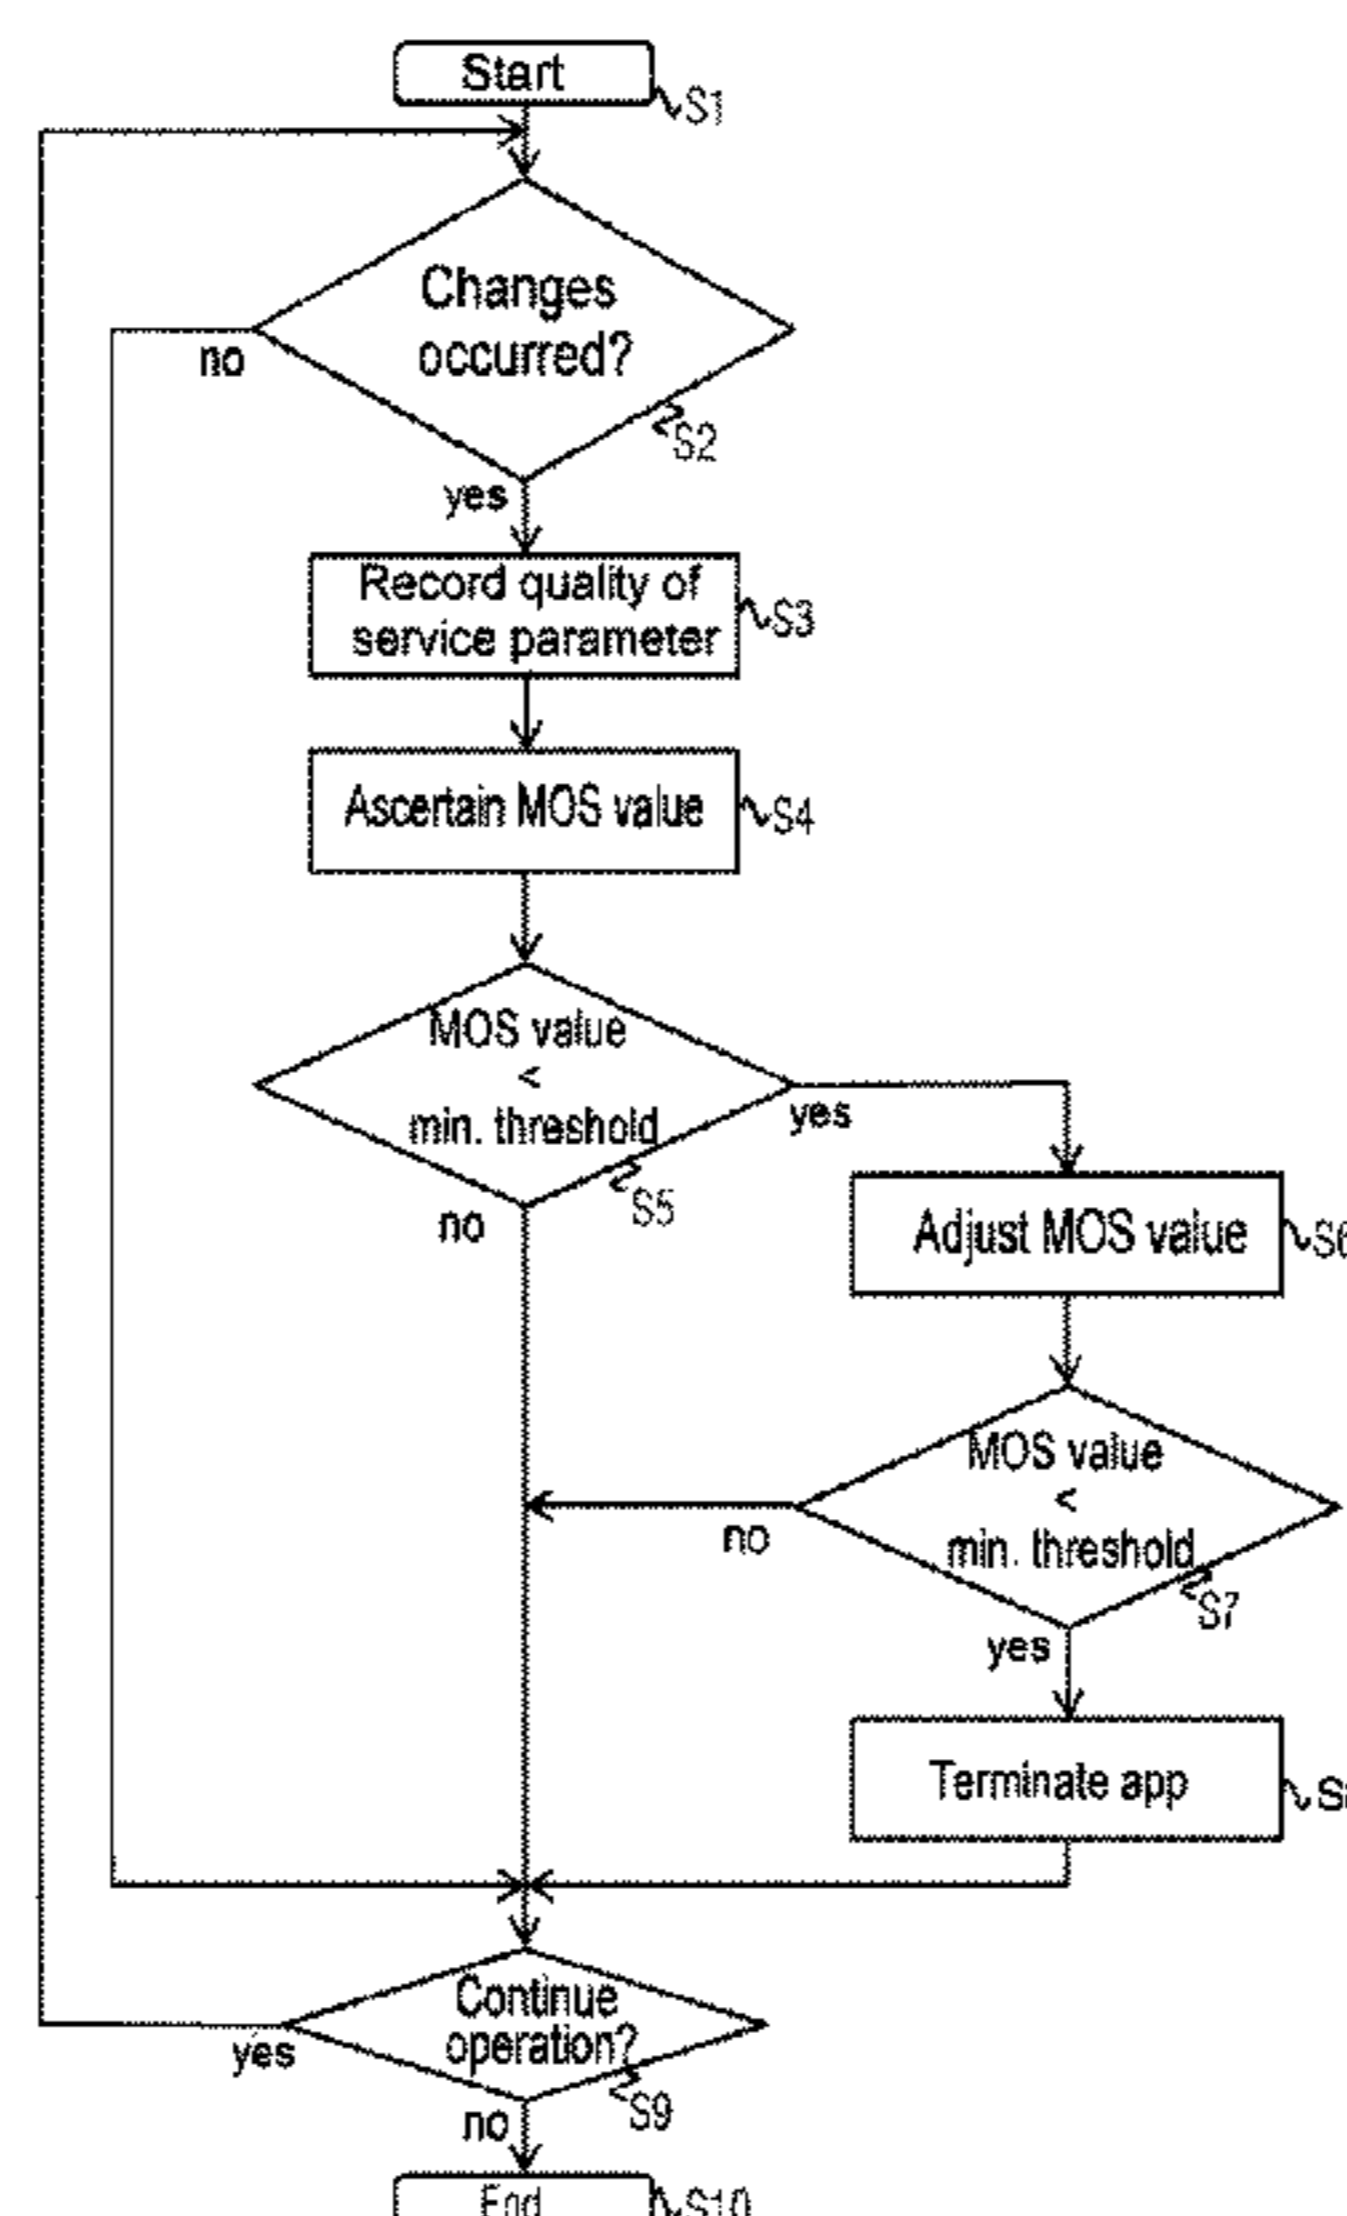 Start
S1
Changes
occurred?
no
S2
yes
Record quality of
service parameter
S3
Ascertain MOS value
S4
MOS value
<
min. threshold
yes
S5
no
Adjust MOS value
S6
MOS value
<
min. threshold
no
S7
yes
Terminate app
Continue
operation?
yes
S9
no
End
S10